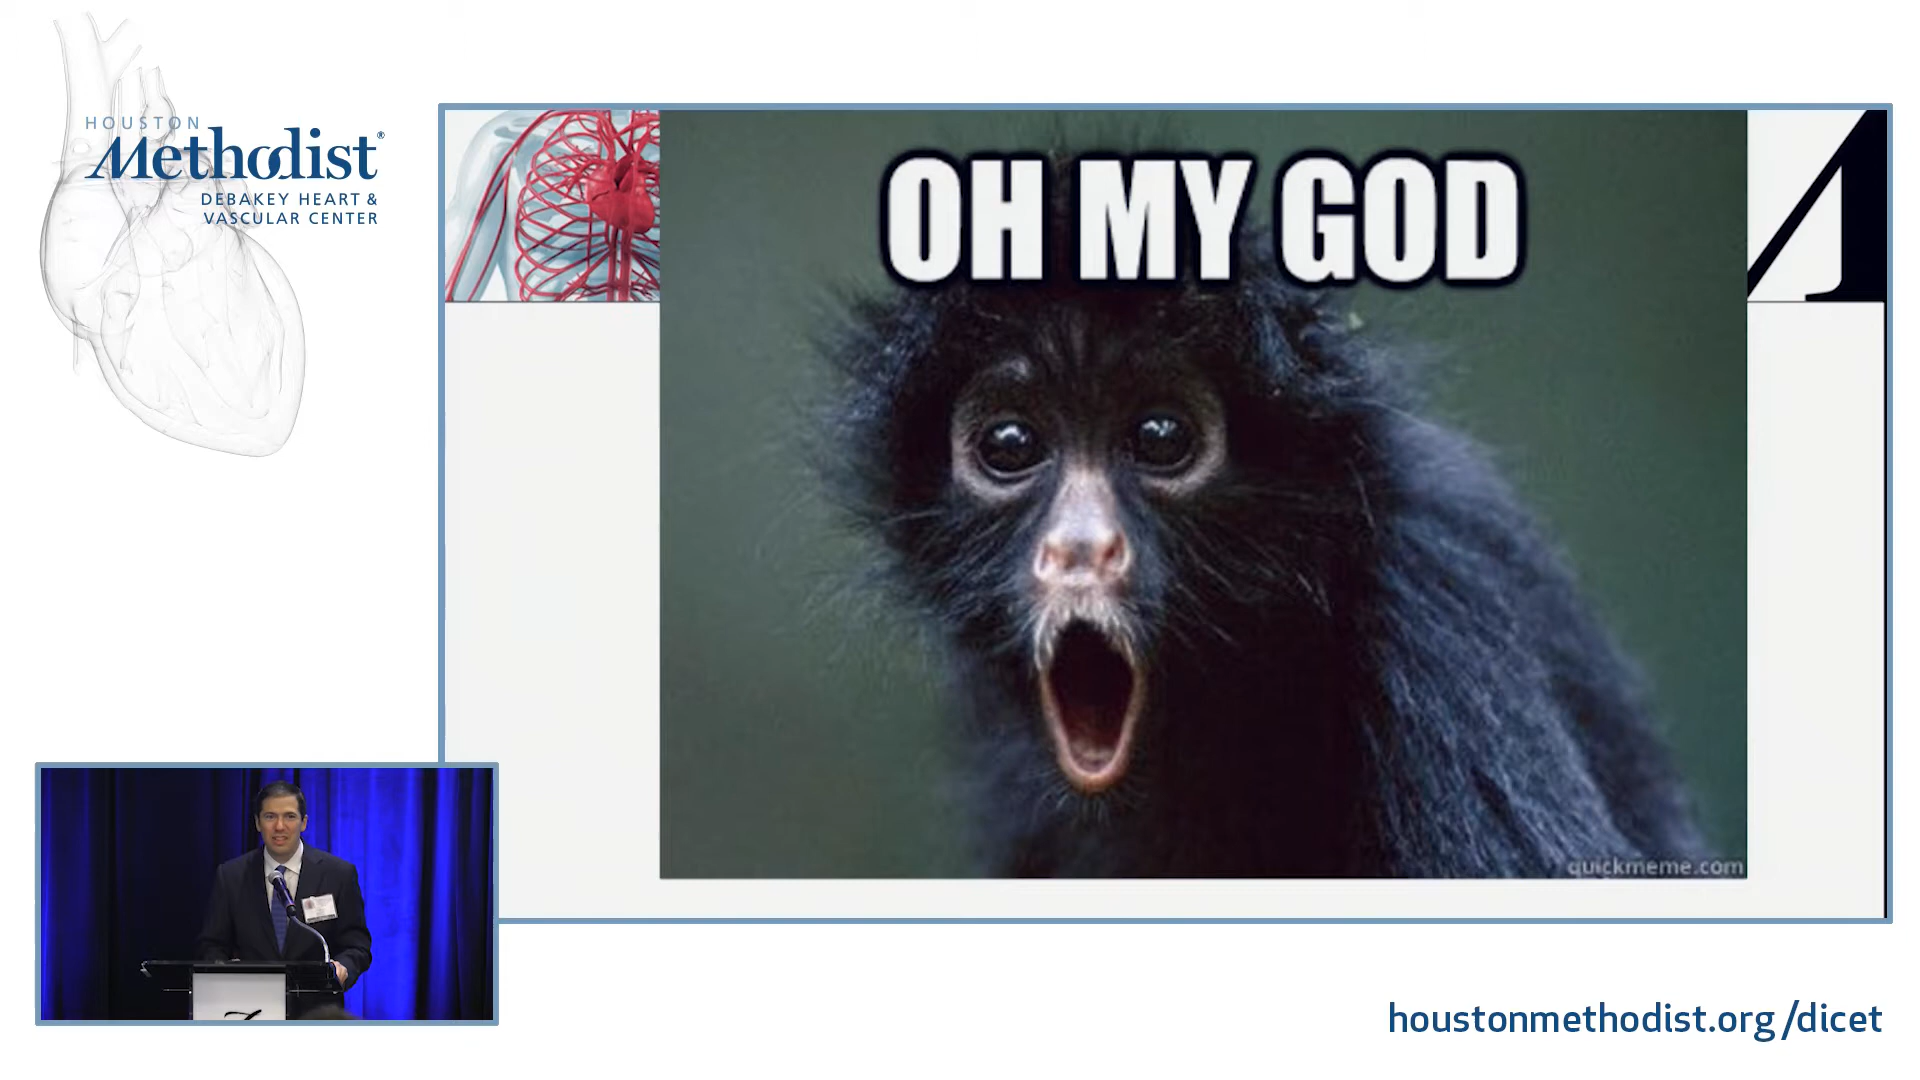 HOUSTON
Methodist®
DEBAKEY HEART &
VASCULAR CENTER
OH MY GOD
quickmeme.com
houstonmethodist.org/dicet